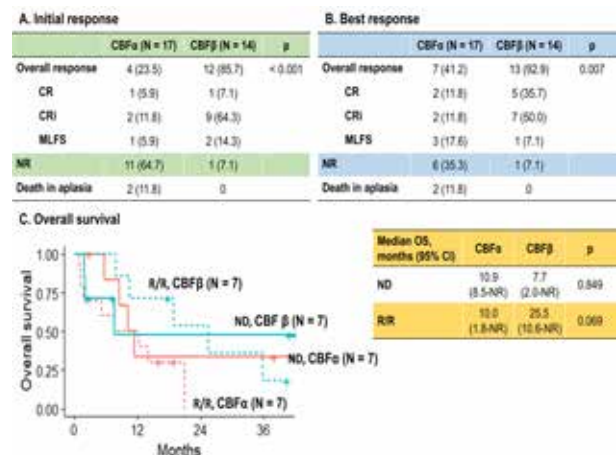 A. Initial response
CBFα (N = 17) CBFβ (N = 14) p
Overall response 4 (23.5) 12 (85.7) < 0.001
CR 1 (5.9) 1 (7.1)
CRi 2 (11.8) 9 (64.3)
MLFS 1 (5.9) 2 (14.3)
NR 11 (64.7) 1 (7.1)
Death in aplasia 2 (11.8) 0
B. Best response
CBFα (N = 17) CBFβ (N = 14) p
Overall response 7 (41.2) 13 (92.9) 0.007
CR 2 (11.8) 5 (35.7)
CRi 2 (11.8) 7 (50.0)
MLFS 3 (17.6) 1 (7.1)
NR 6 (35.3) 1 (7.1)
Death in aplasia 2 (11.8) 0
C. Overall survival
Overall survival
1.00
0.75
0.50
0.25
0.00
R/R, CBFβ (N = 7)
ND, CBF β (N = 7)
ND, CBFα (N = 7)
R/R, CBFα (N = 7)
0 12 24 36
Months
Median OS, months (95% CI) CBFα CBFβ p
ND 10.9 (8.5-NR) 7.7 (2.0-NR) 0.849
R/R 10.0 (1.8-NR) 25.5 (10.6-NR) 0.069